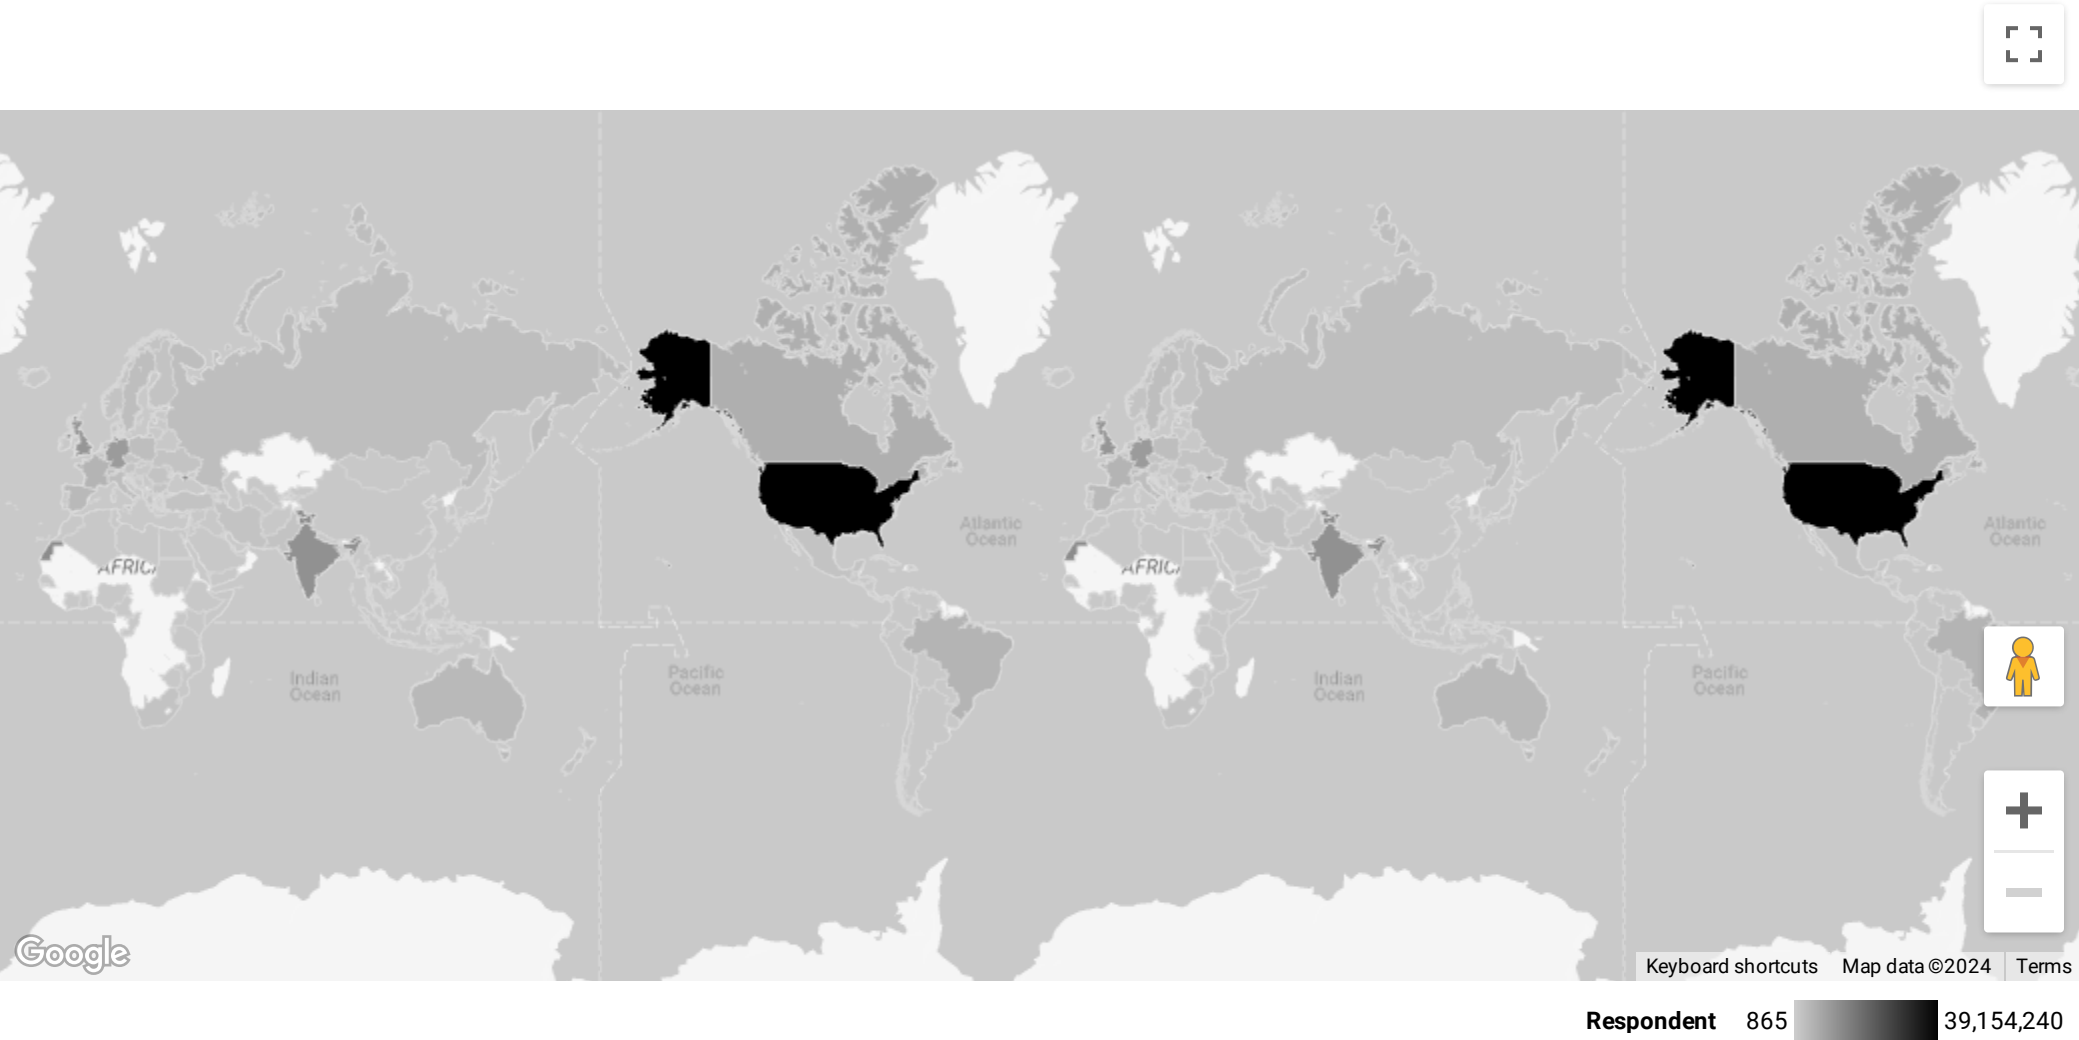 Atlantic
Ocean
Atlantic
Ocean
AFRIC
AFRIC
Indian
Ocean
Pacific
Ocean
Indian
Ocean
Pacific
Ocean
Google
Keyboard shortcuts Map data ©2024 Terms
Respondent 865 39,154,240